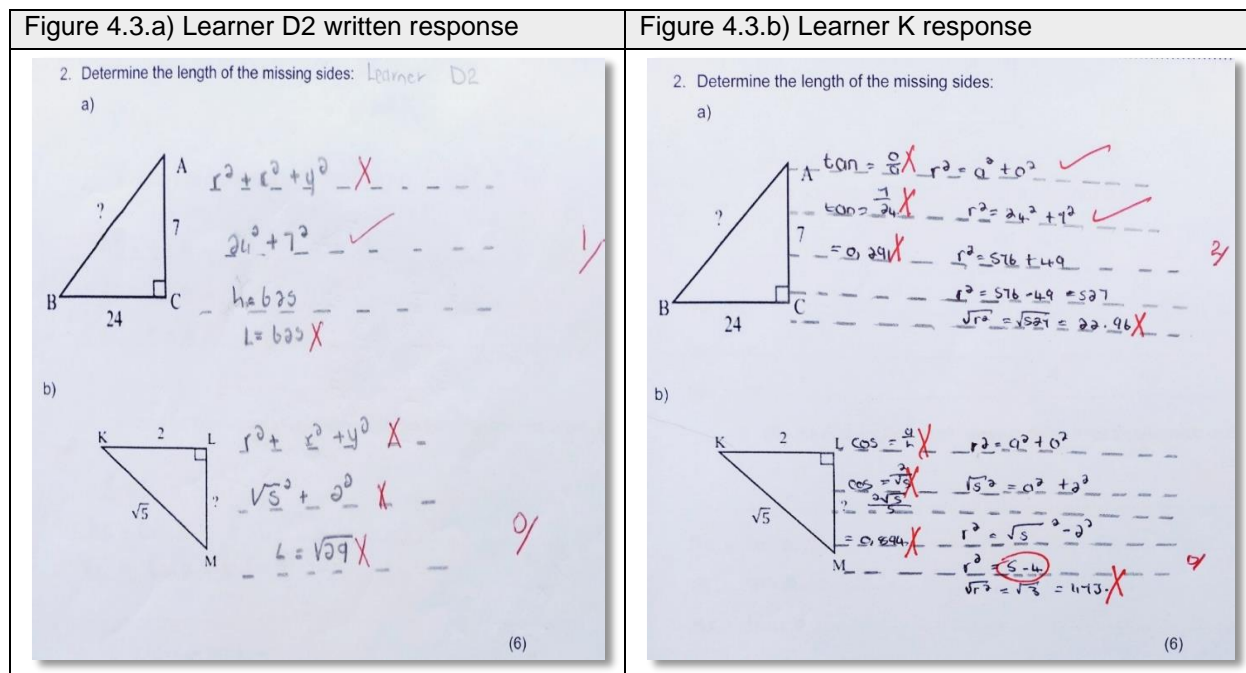 Figure 4.3.a) Learner D2 written response
2. Determine the length of the missing sides: Learner D2
a)
A
?
7
B
C
24
r² ± x² + y² X
24² + 7² ✓
h = 625
L = 625 X
1/
b)
K
2
L
?
√5
M
r² ± x² + y² X
√5² + 2² X
L = √29 X
0/
(6)
Figure 4.3.b) Learner K response
2. Determine the length of the missing sides:
a)
A
?
7
B
C
24
tan = o/a X
tan = 7/24 X
= 0,291 X
r² = a² + o² ✓
r² = 24² + 7² ✓
r² = 576 + 49
r² = 576 - 49 = 527
√r² = √527 = 22.96 X
2/
b)
K
2
L
?
√5
M
cos = a/h X
cos = 2/√5 X
2√5/5
= 0,894 X
r² = a² + o²
√5² = a² + 2²
r² = √5² - 2²
r² = 5-4
√r² = √3 = 1,73. X
0/
(6)